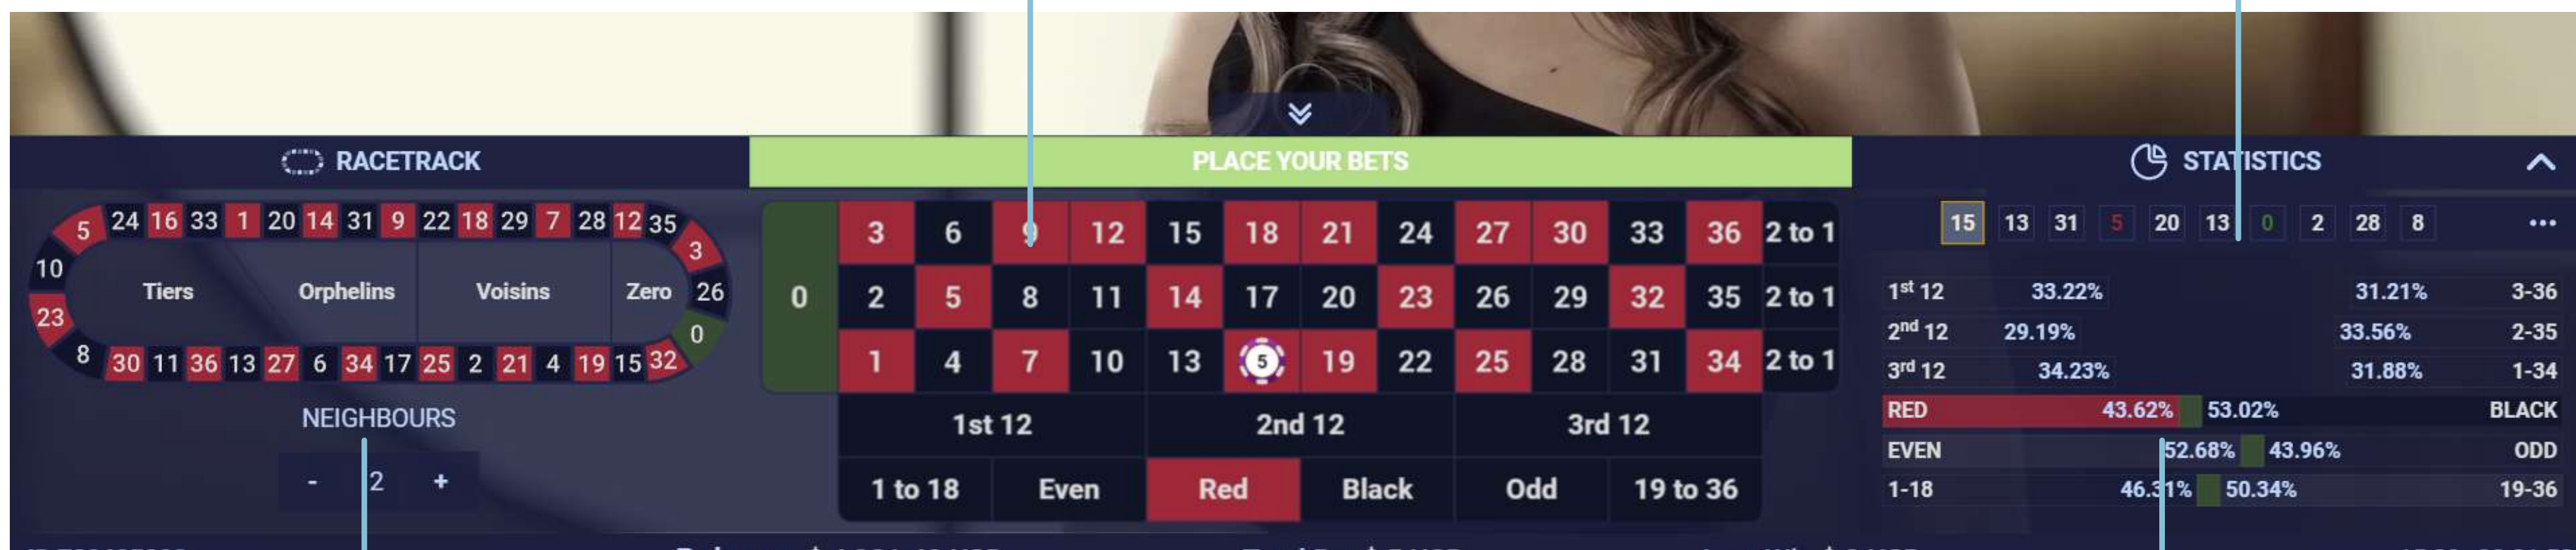 RACETRACK
PLACE YOUR BETS
STATISTICS
5 24 16 33 1 20 14 31 9 22 18 29 7 28 12 35 3
10 Tiers Orphelins Voisins Zero 26
23 0
8 30 11 36 13 27 6 34 17 25 2 21 4 19 15 32
NEIGHBOURS
- 2 +
0
3 6 9 12 15 18 21 24 27 30 33 36 2 to 1
2 5 8 11 14 17 20 23 26 29 32 35 2 to 1
1 4 7 10 13 5 19 22 25 28 31 34 2 to 1
1st 12 2nd 12 3rd 12
1 to 18 Even Red Black Odd 19 to 36
15 13 31 5 20 13 0 2 28 8 ...
1st 12 33.22% 31.21% 3-36
2nd 12 29.19% 33.56% 2-35
3rd 12 34.23% 31.88% 1-34
RED 43.62% 53.02% BLACK
EVEN 52.68% 43.96% ODD
1-18 46.31% 50.34% 19-36